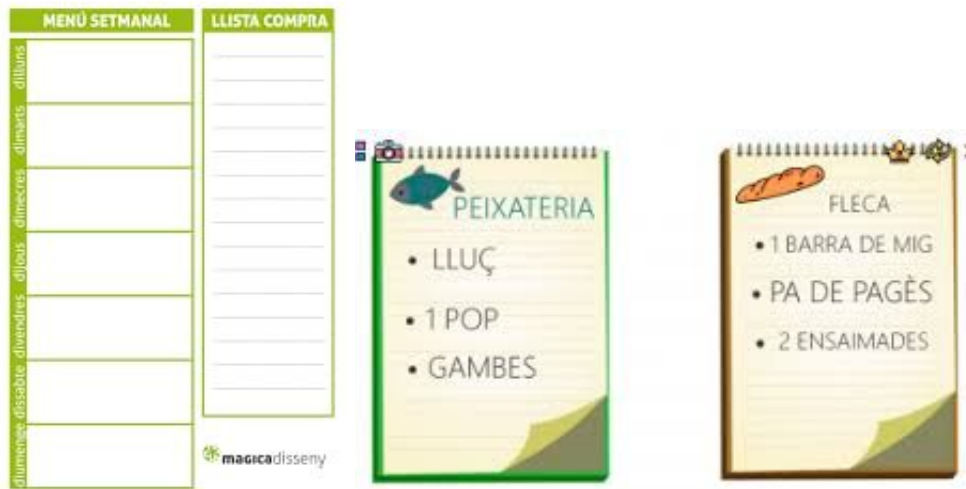 MENÚ SETMANAL
dilluns
dimarts
dimecres
dijous
divendres
dissabte
diumenge
LLISTA COMPRA
magicadisseny
PEIXATERIA
• LLUÇ
• 1 POP
• GAMBES
FLECA
• 1 BARRA DE MIG
• PA DE PAGÈS
• 2 ENSAIMADES